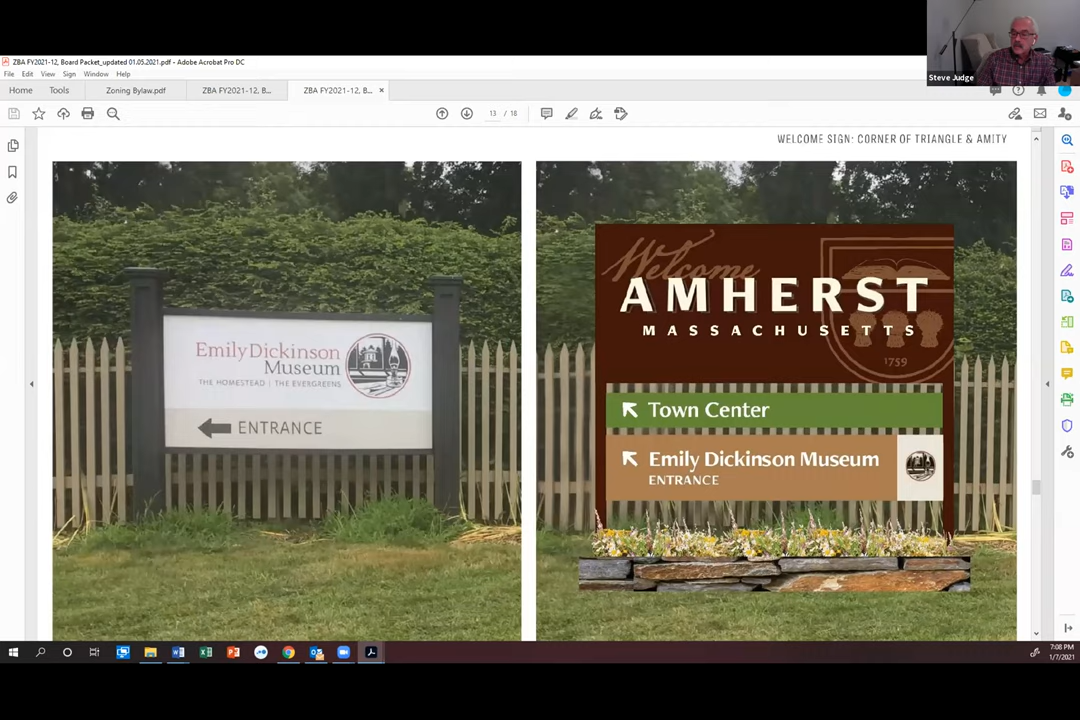 Steve Judge
ZBA FY2021-12, Board Packet_updated 01.05.2021.pdf - Adobe Acrobat Pro DC
File Edit View Sign Window Help
Home Tools Zoning Bylaw.pdf ZBA FY2021-12, B... ZBA FY2021-12, B... ×
13 / 18
WELCOME SIGN: CORNER OF TRIANGLE & AMITY
Emily Dickinson
Museum
THE HOMESTEAD | THE EVERGREENS
ENTRANCE
Welcome
AMHERST
MASSACHUSETTS
1759
Town Center
Emily Dickinson Museum
ENTRANCE
7:08 PM
1/7/2021